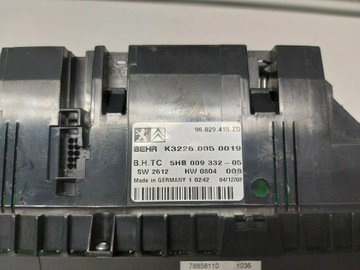 96.829.415.ZD
BEHR K3226 005 0019
B.H.TC 5HB 009 332-05
SW 2612 HW 0804 008
Made in GERMANY 1 0242 04/12/08
78858110 1036